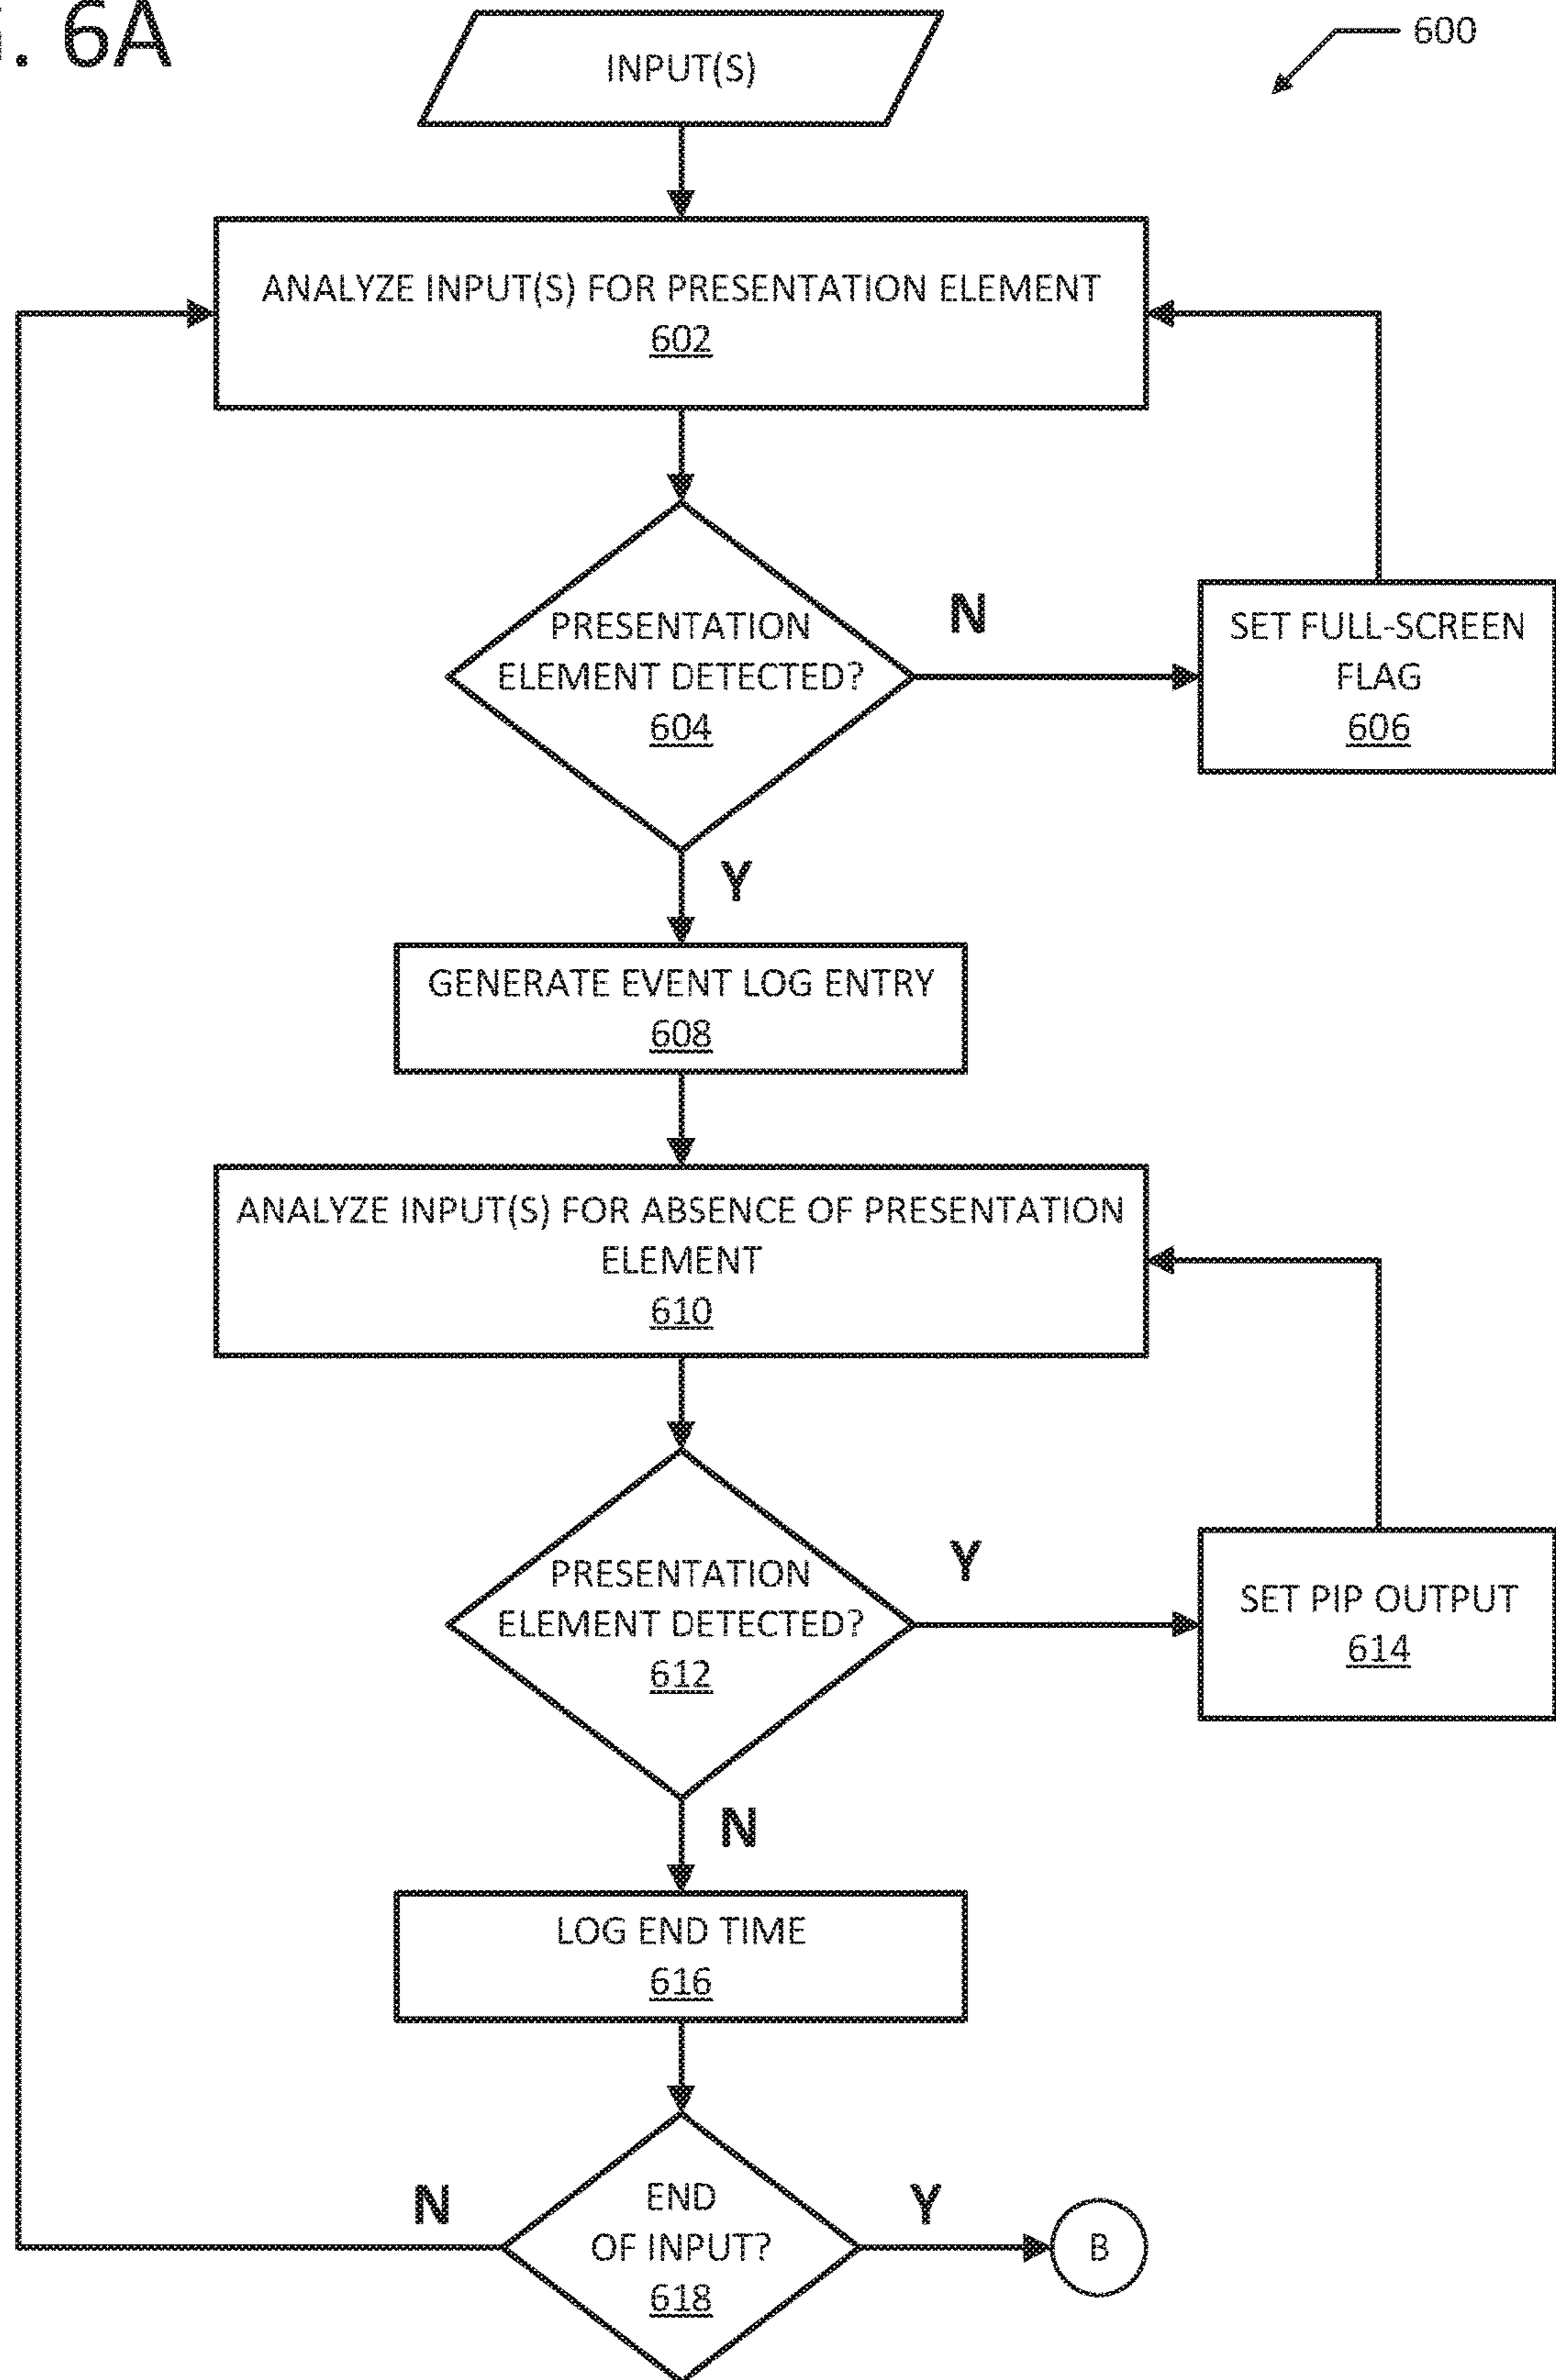 . 6A
600
INPUT(S)
ANALYZE INPUT(S) FOR PRESENTATION ELEMENT
602
PRESENTATION
ELEMENT DETECTED?
604
N
SET FULL-SCREEN
FLAG
606
Y
GENERATE EVENT LOG ENTRY
608
ANALYZE INPUT(S) FOR ABSENCE OF PRESENTATION
ELEMENT
610
PRESENTATION
ELEMENT DETECTED?
612
Y
SET PIP OUTPUT
614
N
LOG END TIME
616
N
END
OF INPUT?
618
Y
B